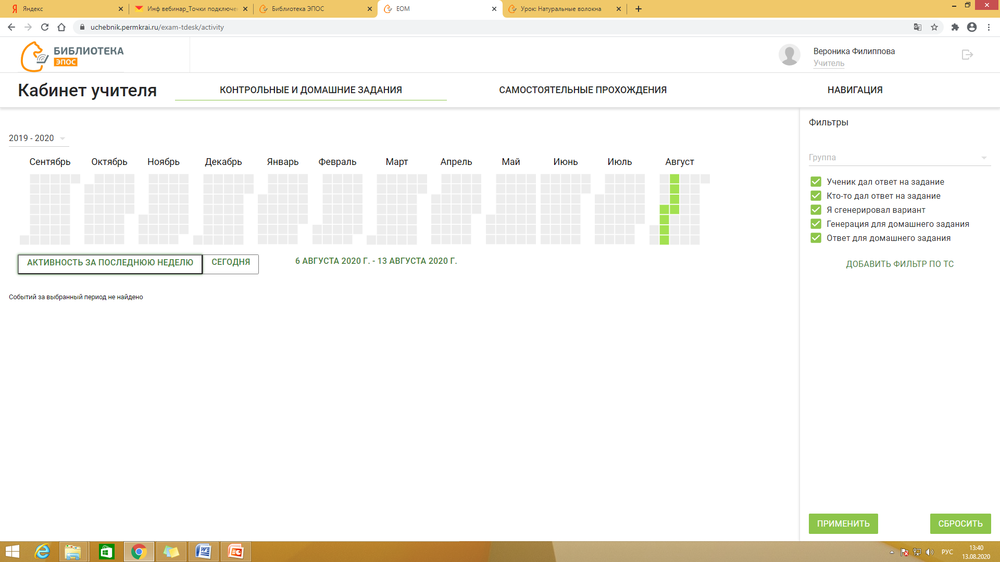 Яндекс
Инф вебинар_Точки подключе
Библиотека ЭПОС
ЕОМ
Урок: Натуральные волокна
uchebnik.permkrai.ru/exam-tdesk/activity
БИБЛИОТЕКА
ЭПОС
Вероника Филиппова
Учитель
Кабинет учителя
КОНТРОЛЬНЫЕ И ДОМАШНИЕ ЗАДАНИЯ
САМОСТОЯТЕЛЬНЫЕ ПРОХОЖДЕНИЯ
НАВИГАЦИЯ
2019 - 2020
Сентябрь Октябрь Ноябрь Декабрь Январь Февраль Март Апрель Май Июнь Июль Август
АКТИВНОСТЬ ЗА ПОСЛЕДНЮЮ НЕДЕЛЮ
СЕГОДНЯ
6 АВГУСТА 2020 Г. - 13 АВГУСТА 2020 Г.
Событий за выбранный период не найдено
Фильтры
Группа
Ученик дал ответ на задание
Кто-то дал ответ на задание
Я сгенерировал вариант
Генерация для домашнего задания
Ответ для домашнего задания
ДОБАВИТЬ ФИЛЬТР ПО ТС
ПРИМЕНИТЬ
СБРОСИТЬ
РУС
13:40
13.08.2020